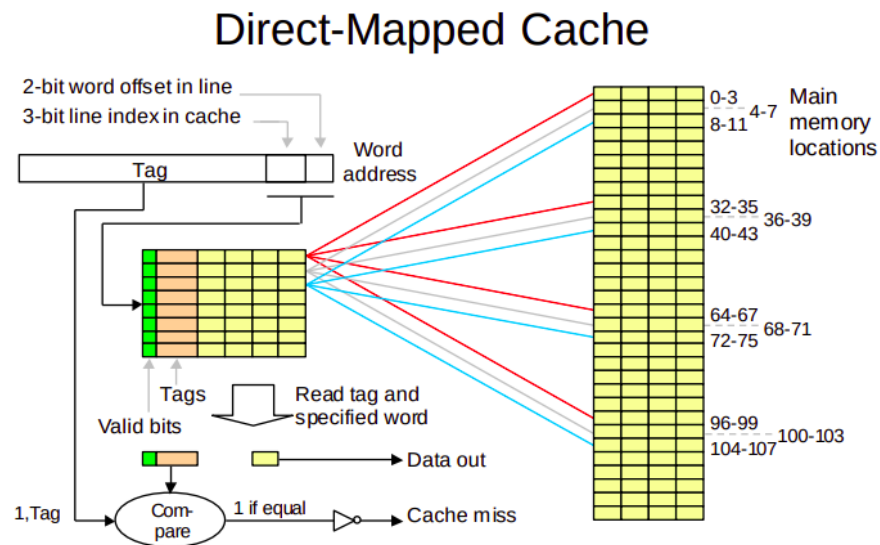 Direct-Mapped Cache
2-bit word offset in line
3-bit line index in cache
Tag
Word
address
0-3
4-7
8-11
Main
memory
locations
32-35
36-39
40-43
64-67
68-71
72-75
96-99
100-103
104-107
Tags
Valid bits
Read tag and
specified word
Data out
1,Tag
Com-
pare
1 if equal
Cache miss